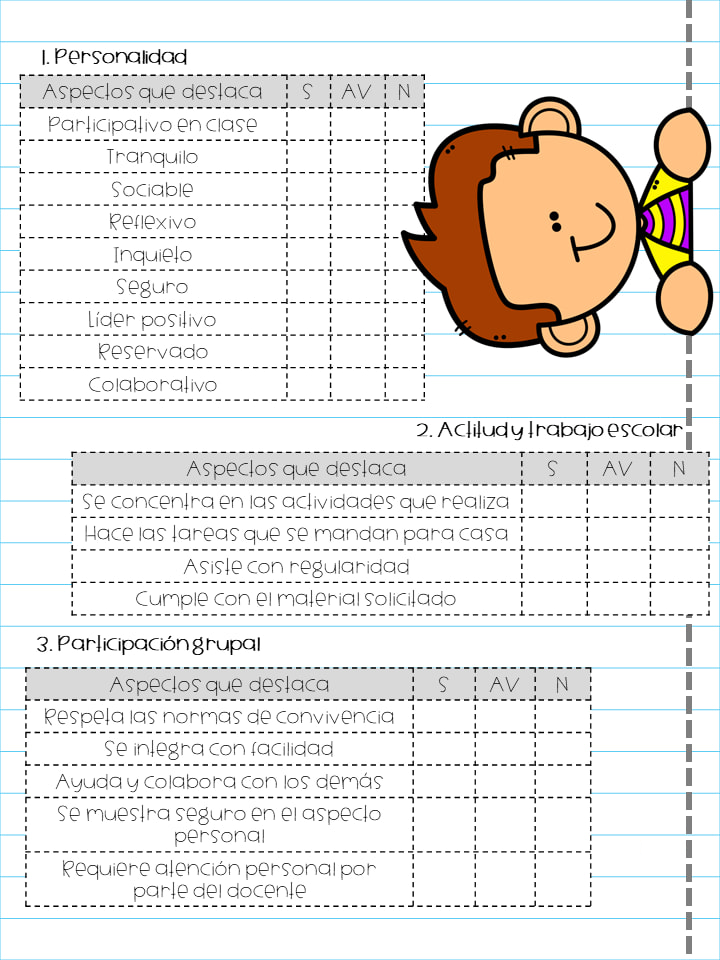 1. Personalidad
Aspectos que destaca S AV N
Participativo en clase
Tranquilo
Sociable
Reflexivo
Inquieto
Seguro
Líder positivo
Reservado
Colaborativo
2. Actitud y trabajo escolar
Aspectos que destaca S AV N
Se concentra en las actividades que realiza
Hace las tareas que se mandan para casa
Asiste con regularidad
Cumple con el material solicitado
3. Participación grupal
Aspectos que destaca S AV N
Respeta las normas de convivencia
Se integra con facilidad
Ayuda y colabora con los demás
Se muestra seguro en el aspecto
personal
Requiere atención personal por
parte del docente